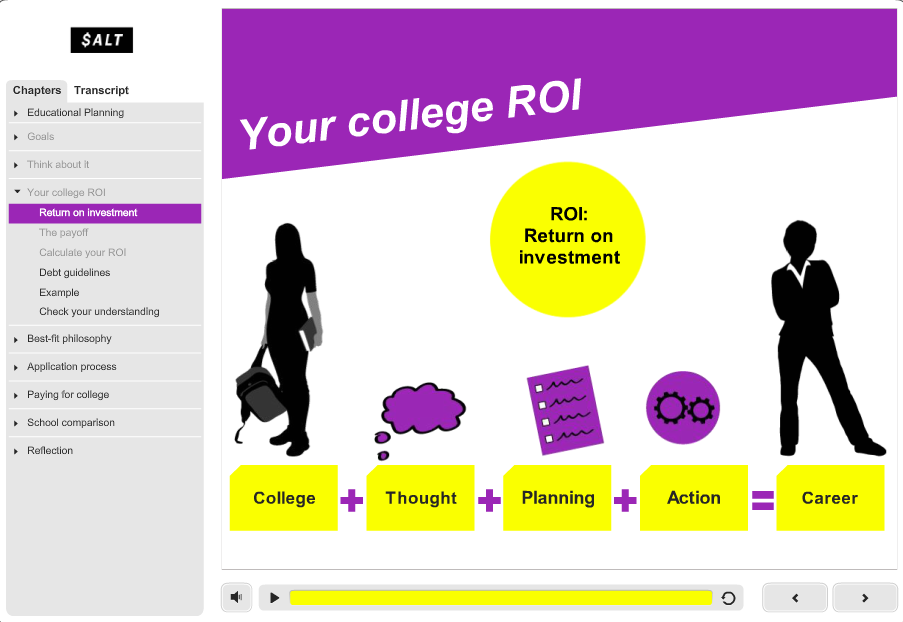 $ALT
Chapters
Transcript
Educational Planning
Goals
Think about it
Your college ROI
Return on investment
The payoff
Calculate your ROI
Debt guidelines
Example
Check your understanding
Best-fit philosophy
Application process
Paying for college
School comparison
Reflection
Your college ROI
ROI:
Return on
investment
College + Thought + Planning + Action = Career